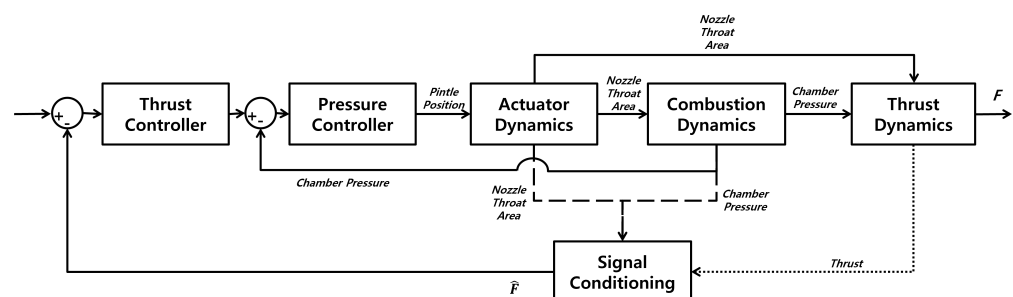 Nozzle
Throat
Area
+
-
Thrust
Controller
+
-
Pressure
Controller
Pintle
Position
Actuator
Dynamics
Nozzle
Throat
Area
Combustion
Dynamics
Chamber
Pressure
Thrust
Dynamics
F
Chamber Pressure
Nozzle
Throat
Area
Chamber
Pressure
Signal
Conditioning
Thrust
F̂